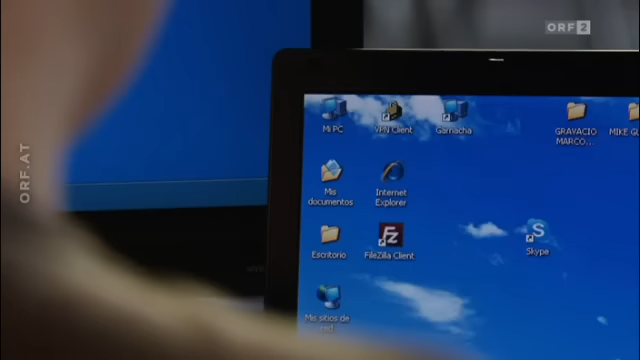 ORF 2
ORF.AT
Mi PC
VPN Client
Garnacha
GRAVACIO
MARCO...
MIKE
Mis
documentos
Internet
Explorer
Escritorio
FileZilla Client
Skype
Mis sitios de
red